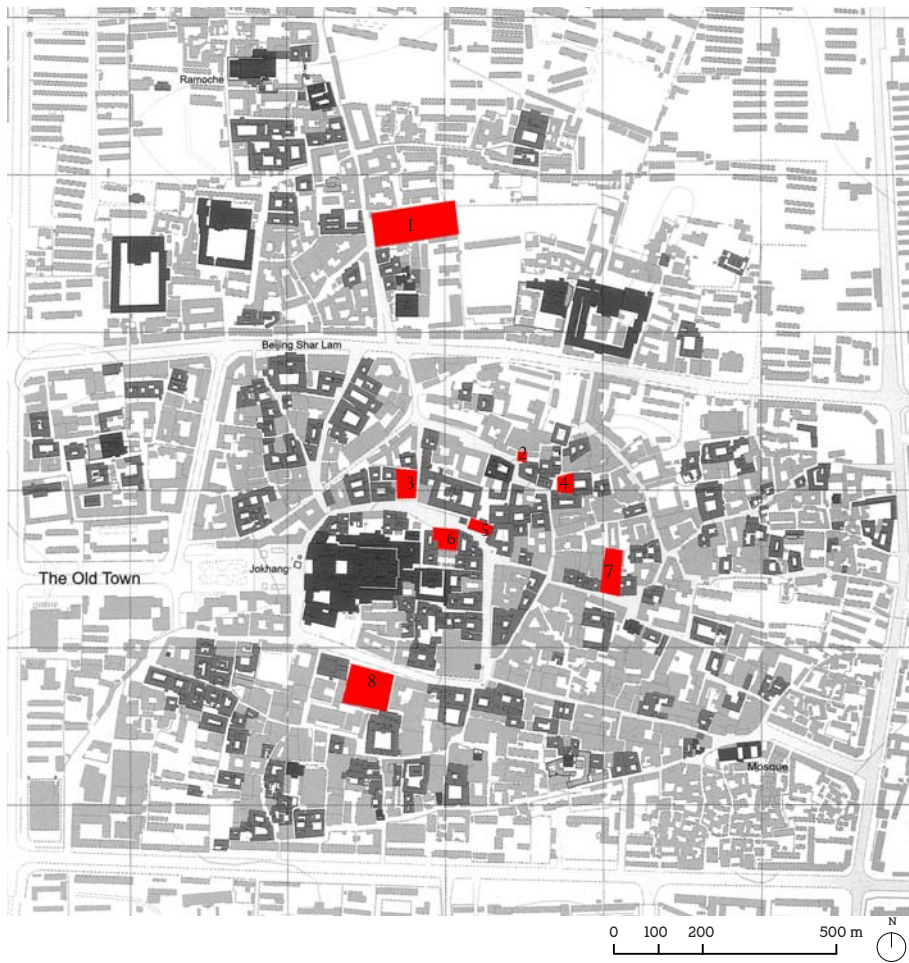 Ramoche
1
Beijing Shar Lam
2
3
4
5
6
Jokhang
7
The Old Town
8
Mosque
N
0 100 200 500 m